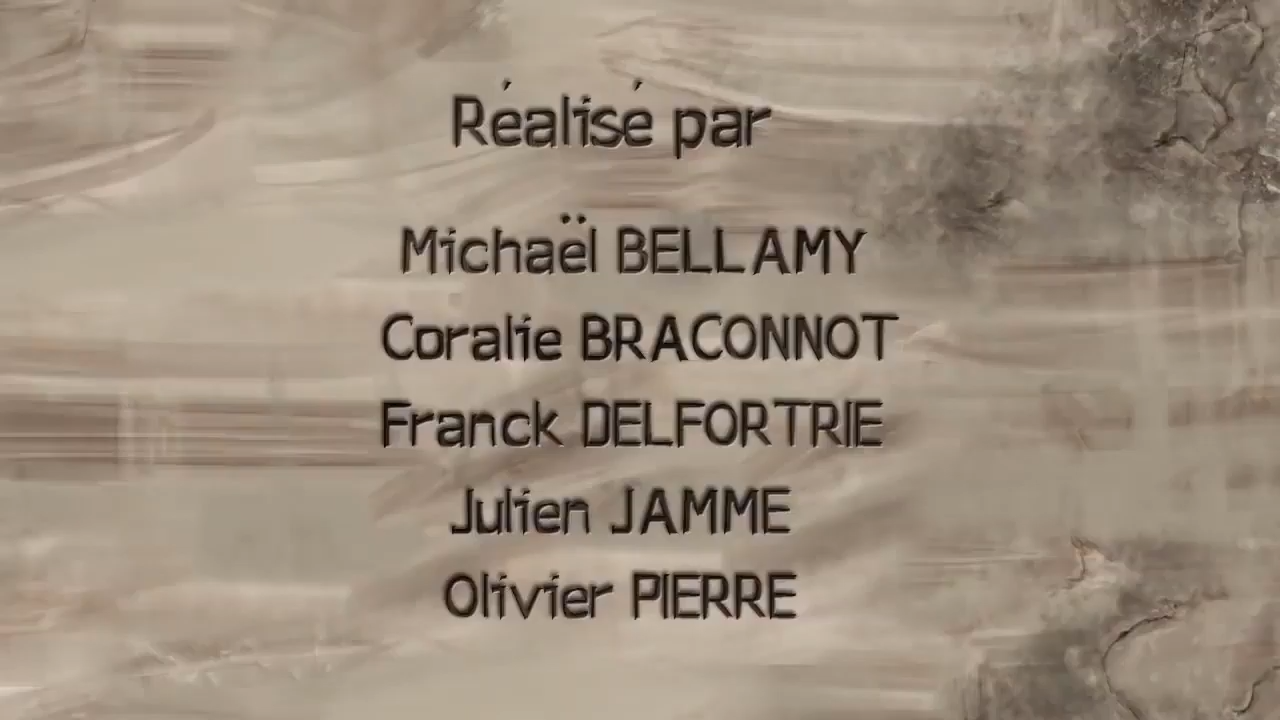 Réalisé par
Michaël BELLAMY
Coralie BRACONNOT
Franck DELFORTRIE
Julien JAMME
Olivier PIERRE